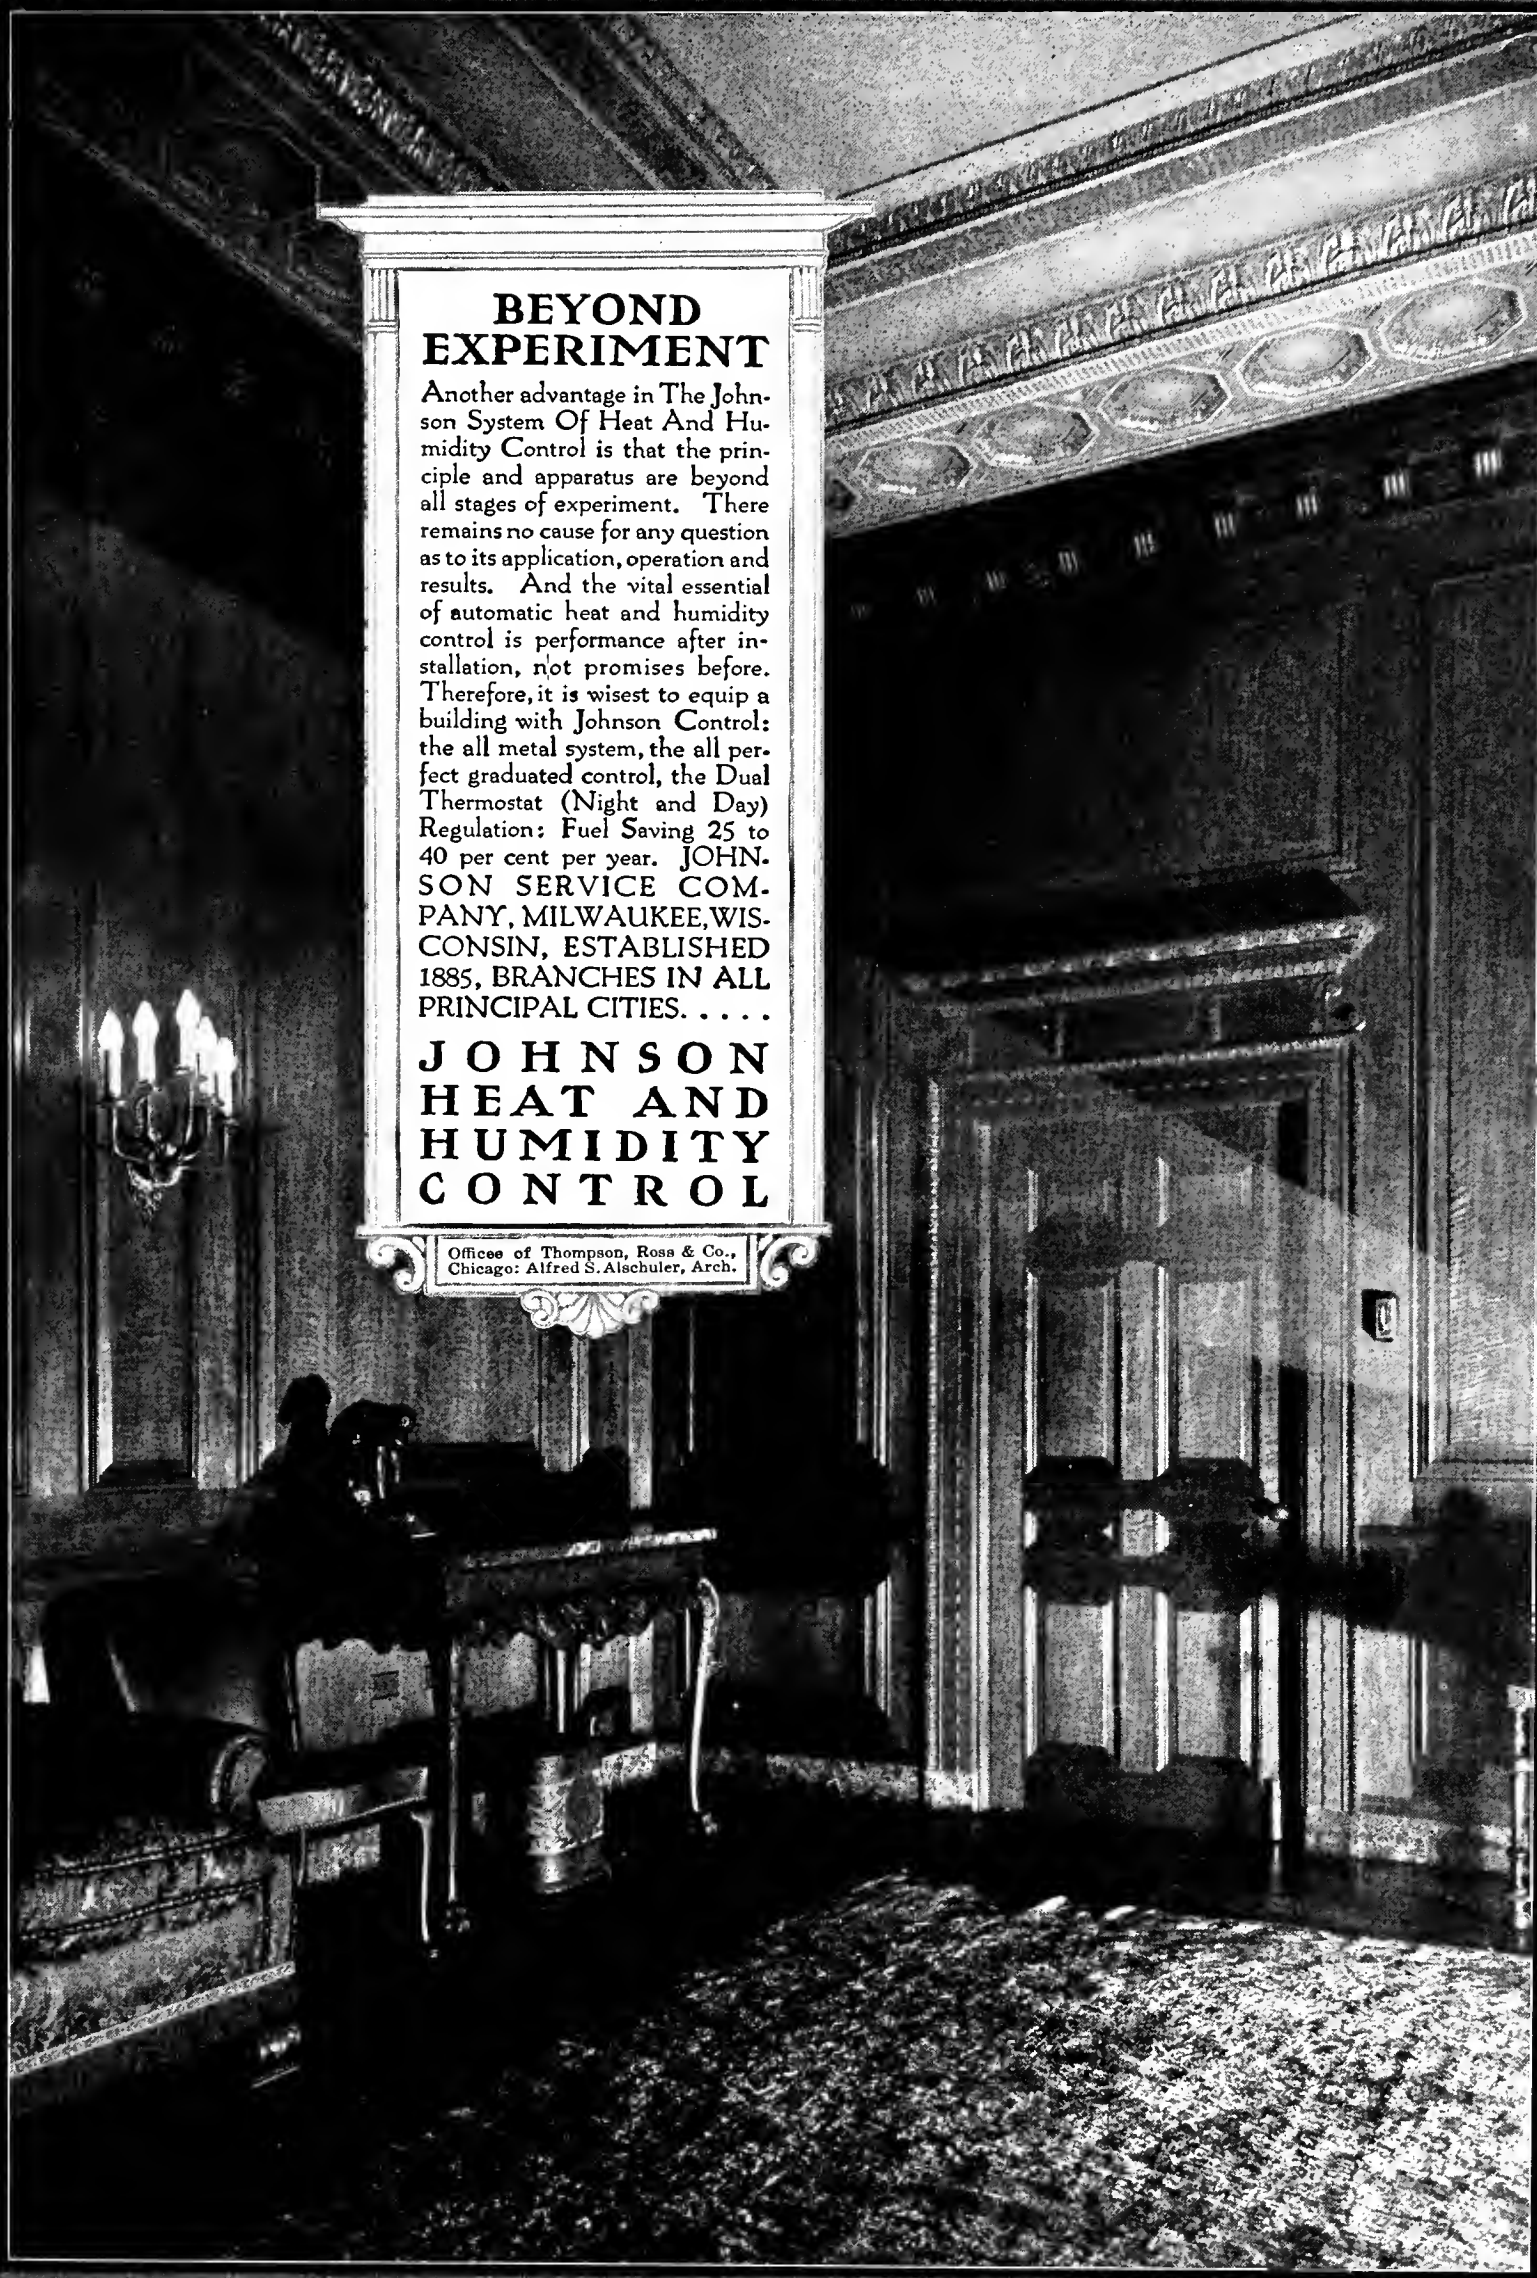 BEYOND
EXPERIMENT
Another advantage in The John-
son System Of Heat And Hu-
midity Control is that the prin-
ciple and apparatus are beyond
all stages of experiment. There
remains no cause for any question
as to its application, operation and
results. And the vital essential
of automatic heat and humidity
control is performance after in-
stallation, not promises before.
Therefore, it is wisest to equip a
building with Johnson Control:
the all metal system, the all per-
fect graduated control, the Dual
Thermostat (Night and Day)
Regulation: Fuel Saving 25 to
40 per cent per year. JOHN-
SON SERVICE COM-
PANY, MILWAUKEE, WIS-
CONSIN, ESTABLISHED
1885, BRANCHES IN ALL
PRINCIPAL CITIES. . . . .
JOHNSON
HEAT AND
HUMIDITY
CONTROL
Offices of Thompson, Ross & Co.,
Chicago: Alfred S. Alschuler, Arch.